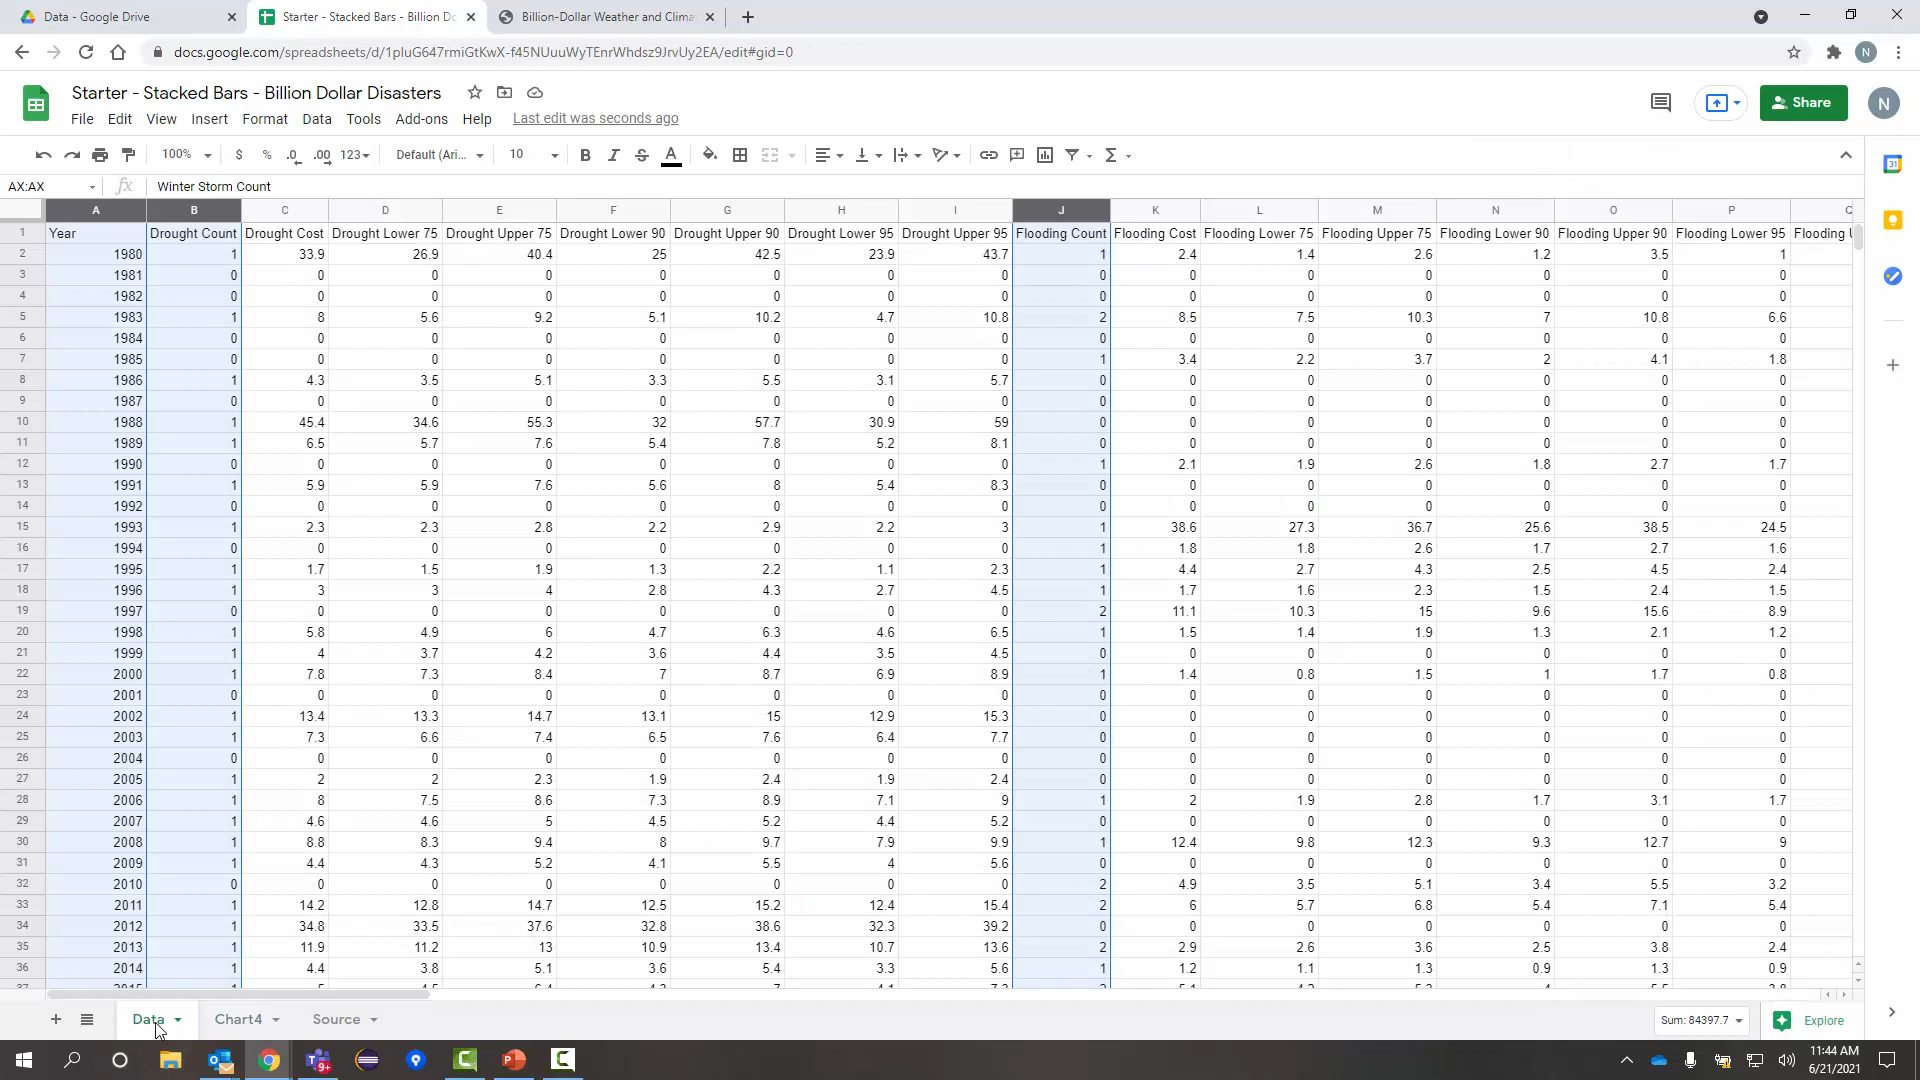 Data - Google Drive
Starter - Stacked Bars - Billion Do
Billion-Dollar Weather and Clima
docs.google.com/spreadsheets/d/1pIuG647rmiGtKwX-f45NUuuWyTEnrWhdsz9JrvUy2EA/edit#gid=0
N
Starter - Stacked Bars - Billion Dollar Disasters
Share
N
File Edit View Insert Format Data Tools Add-ons Help Last edit was seconds ago
100% $ % .0 .00 123 Default (Ari... 10 B I S A
AX:AX fx Winter Storm Count
A B C D E F G H I J K L M N O P
1 Year Drought Count Drought Cost Drought Lower 75 Drought Upper 75 Drought Lower 90 Drought Upper 90 Drought Lower 95 Drought Upper 95 Flooding Count Flooding Cost Flooding Lower 75 Flooding Upper 75 Flooding Lower 90 Flooding Upper 90 Flooding Lower 95 Flooding
2 1980 1 33.9 26.9 40.4 25 42.5 23.9 43.7 1 2.4 1.4 2.6 1.2 3.5 1
3 1981 0 0 0 0 0 0 0 0 0 0 0 0 0 0 0
4 1982 0 0 0 0 0 0 0 0 0 0 0 0 0 0 0
5 1983 1 8 5.6 9.2 5.1 10.2 4.7 10.8 2 8.5 7.5 10.3 7 10.8 6.6
6 1984 0 0 0 0 0 0 0 0 0 0 0 0 0 0 0
7 1985 0 0 0 0 0 0 0 0 1 3.4 2.2 3.7 2 4.1 1.8
8 1986 1 4.3 3.5 5.1 3.3 5.5 3.1 5.7 0 0 0 0 0 0 0
9 1987 0 0 0 0 0 0 0 0 0 0 0 0 0 0 0
10 1988 1 45.4 34.6 55.3 32 57.7 30.9 59 0 0 0 0 0 0 0
11 1989 1 6.5 5.7 7.6 5.4 7.8 5.2 8.1 0 0 0 0 0 0 0
12 1990 0 0 0 0 0 0 0 0 1 2.1 1.9 2.6 1.8 2.7 1.7
13 1991 1 5.9 5.9 7.6 5.6 8 5.4 8.3 0 0 0 0 0 0 0
14 1992 0 0 0 0 0 0 0 0 0 0 0 0 0 0 0
15 1993 1 2.3 2.3 2.8 2.2 2.9 2.2 3 1 38.6 27.3 36.7 25.6 38.5 24.5
16 1994 0 0 0 0 0 0 0 0 1 1.8 1.8 2.6 1.7 2.7 1.6
17 1995 1 1.7 1.5 1.9 1.3 2.2 1.1 2.3 1 4.4 2.7 4.3 2.5 4.5 2.4
18 1996 1 3 3 4 2.8 4.3 2.7 4.5 1 1.7 1.6 2.3 1.5 2.4 1.5
19 1997 0 0 0 0 0 0 0 0 2 11.1 10.3 15 9.6 15.6 8.9
20 1998 1 5.8 4.9 6 4.7 6.3 4.6 6.5 1 1.5 1.4 1.9 1.3 2.1 1.2
21 1999 1 4 3.7 4.2 3.6 4.4 3.5 4.5 0 0 0 0 0 0 0
22 2000 1 7.8 7.3 8.4 7 8.7 6.9 8.9 1 1.4 0.8 1.5 1 1.7 0.8
23 2001 0 0 0 0 0 0 0 0 0 0 0 0 0 0 0
24 2002 1 13.4 13.3 14.7 13.1 15 12.9 15.3 0 0 0 0 0 0 0
25 2003 1 7.3 6.6 7.4 6.5 7.6 6.4 7.7 0 0 0 0 0 0 0
26 2004 0 0 0 0 0 0 0 0 0 0 0 0 0 0 0
27 2005 1 2 2 2.3 1.9 2.4 1.9 2.4 0 0 0 0 0 0 0
28 2006 1 8 7.5 8.6 7.3 8.9 7.1 9 1 2 1.9 2.8 1.7 3.1 1.7
29 2007 1 4.6 4.6 5 4.5 5.2 4.4 5.2 0 0 0 0 0 0 0
30 2008 1 8.8 8.3 9.4 8 9.7 7.9 9.9 1 12.4 9.8 12.3 9.3 12.7 9
31 2009 1 4.4 4.3 5.2 4.1 5.5 4 5.6 0 0 0 0 0 0 0
32 2010 0 0 0 0 0 0 0 0 2 4.9 3.5 5.1 3.4 5.5 3.2
33 2011 1 14.2 12.8 14.7 12.5 15.2 12.4 15.4 2 6 5.7 6.8 5.4 7.1 5.4
34 2012 1 34.8 33.5 37.6 32.8 38.6 32.3 39.2 0 0 0 0 0 0 0
35 2013 1 11.9 11.2 13 10.9 13.4 10.7 13.6 2 2.9 2.6 3.6 2.5 3.8 2.4
36 2014 1 4.4 3.8 5.1 3.6 5.4 3.3 5.6 1 1.2 1.1 1.3 0.9 1.3 0.9
Data Chart4 Source Sum: 84397.7 Explore
11:44 AM
6/21/2021